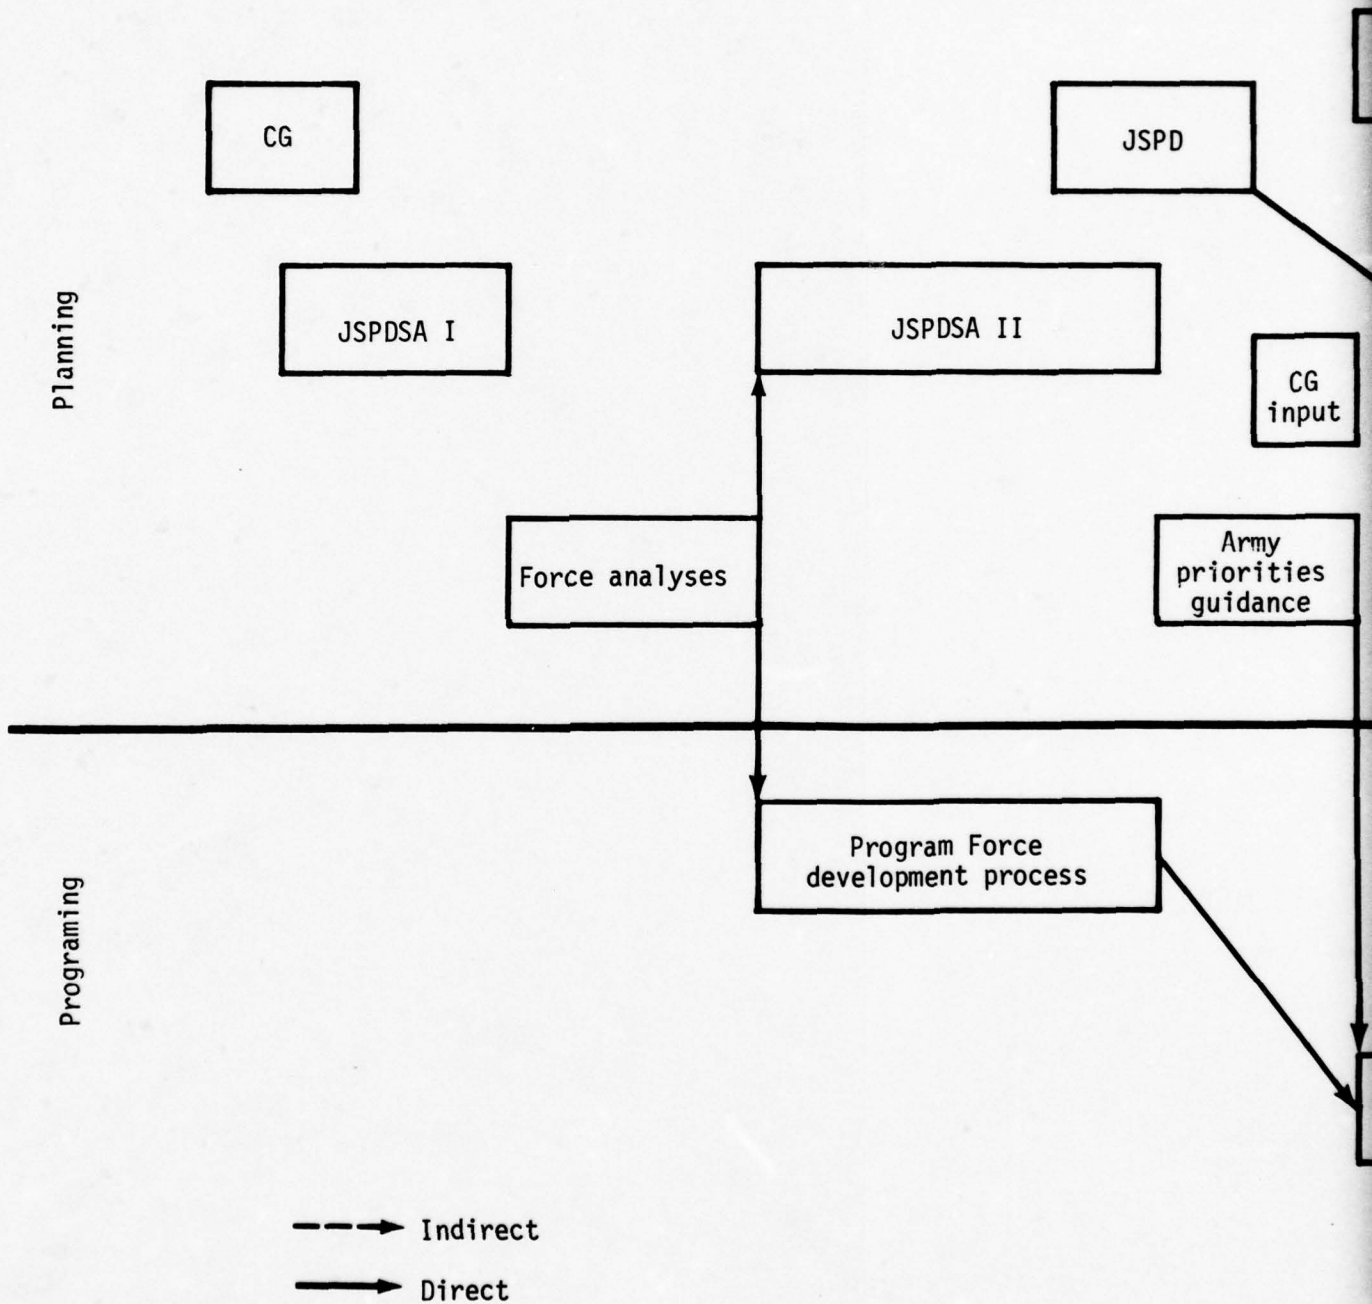 CG
JSPD
Planning
JSPDSA I
JSPDSA II
CG
input
Force analyses
Army
priorities
guidance
Programing
Program Force
development process
Indirect
Direct